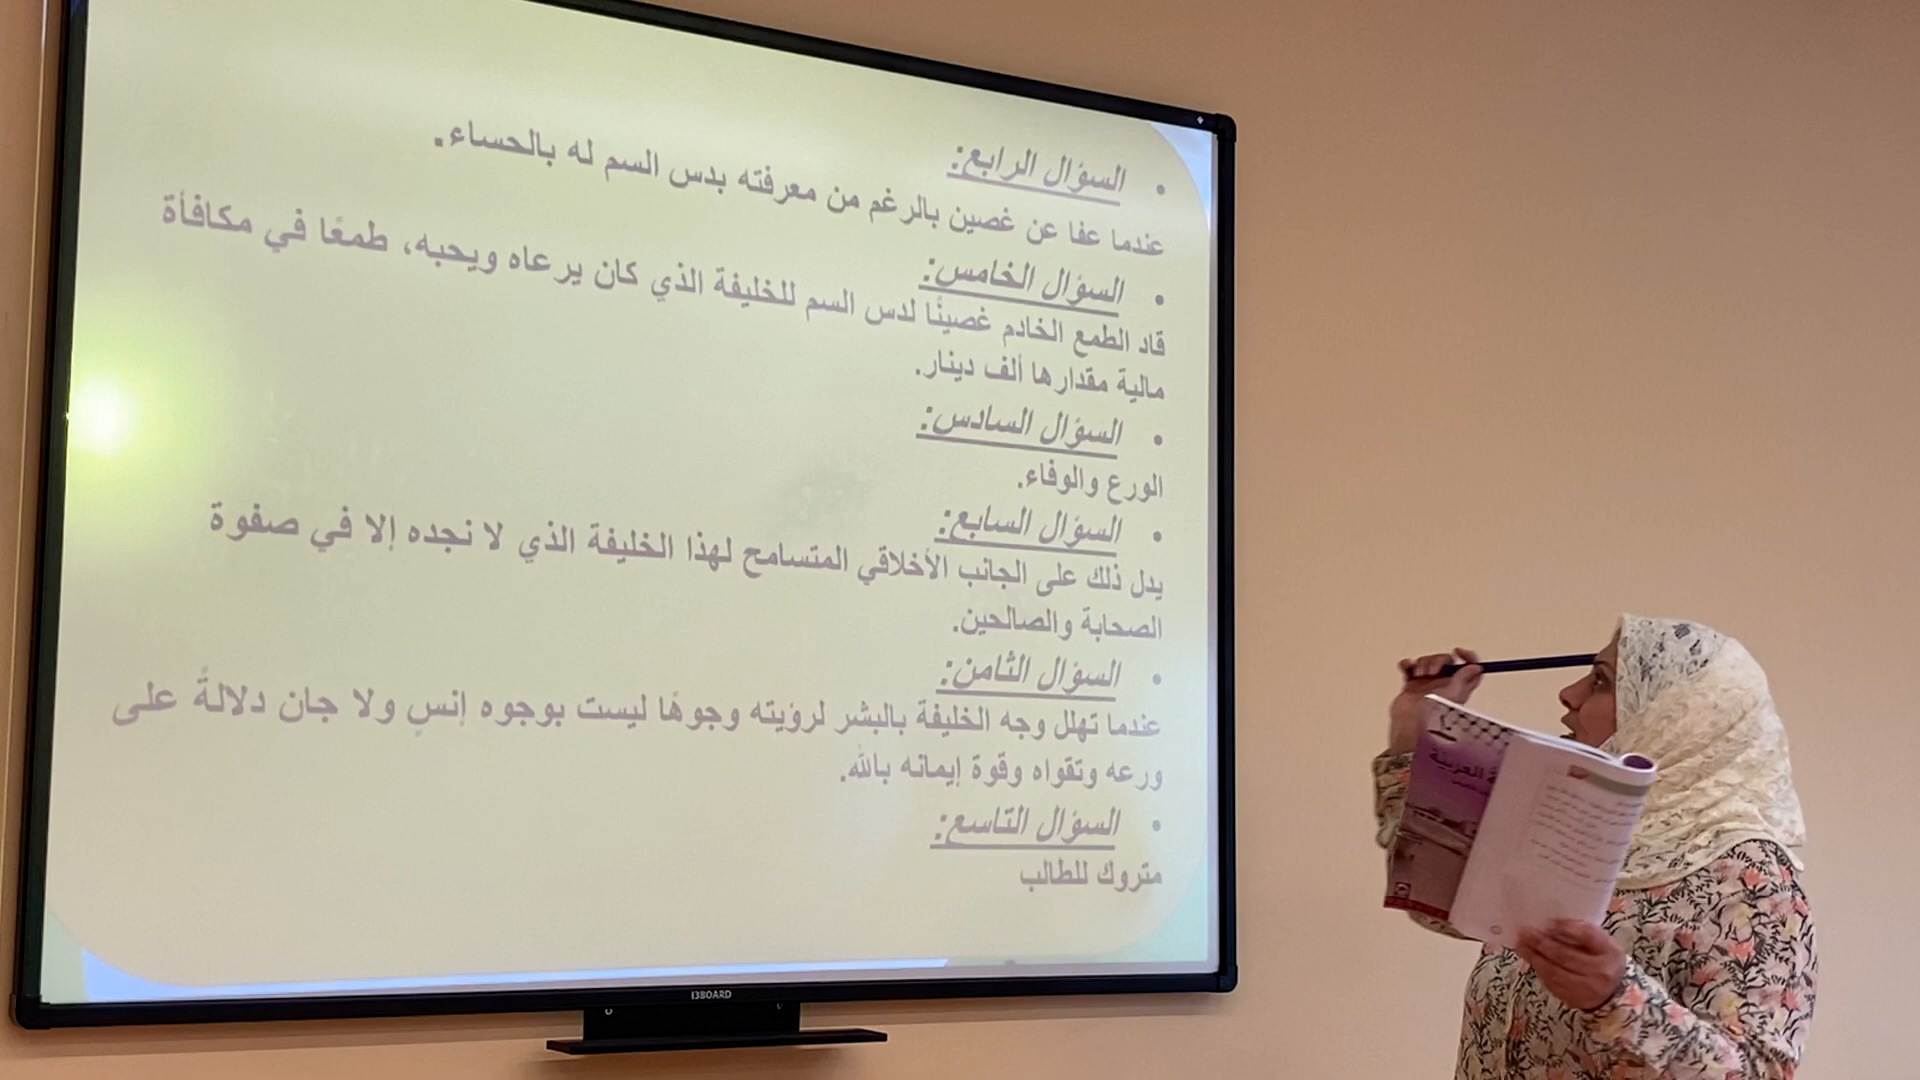 السؤال الرابع:
عندما عفا عن غصين بالرغم من معرفته بدس السم له بالحساء.
السؤال الخامس:
قاد الطمع الخادم غصينًا لدس السم للخليفة الذي كان يرعاه ويحبه، طمعًا في مكافأة
مالية مقدارها ألف دينار.
السؤال السادس:
الورع والوفاء.
السؤال السابع:
يدل ذلك على الجانب الأخلاقي المتسامح لهذا الخليفة الذي لا نجده إلا في صفوة
الصحابة والصالحين.
السؤال الثامن:
عندما تهلل وجه الخليفة بالبشر لرؤيته وجوهًا ليست بوجوه إنسٍ ولا جان دلالةً على
ورعه وتقواه وقوة إيمانه بالله.
السؤال التاسع:
متروك للطالب
I3BOARD
العربية